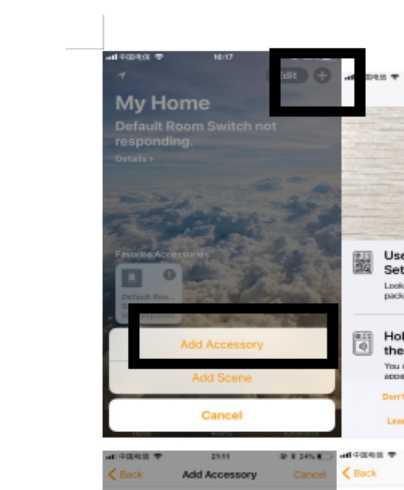 中国电信 16:17
Edit +
My Home
Default Room Switch not
responding.
Details >
Favorite Accessories
Default Roo...
Add Accessory
Add Scene
Cancel
中国电信 21:11 24%
< Back Add Accessory Cancel
中国电信
Use
Set
Look
pack
Hol
the
You
appe
Don't
Lear
中国电信
< Back